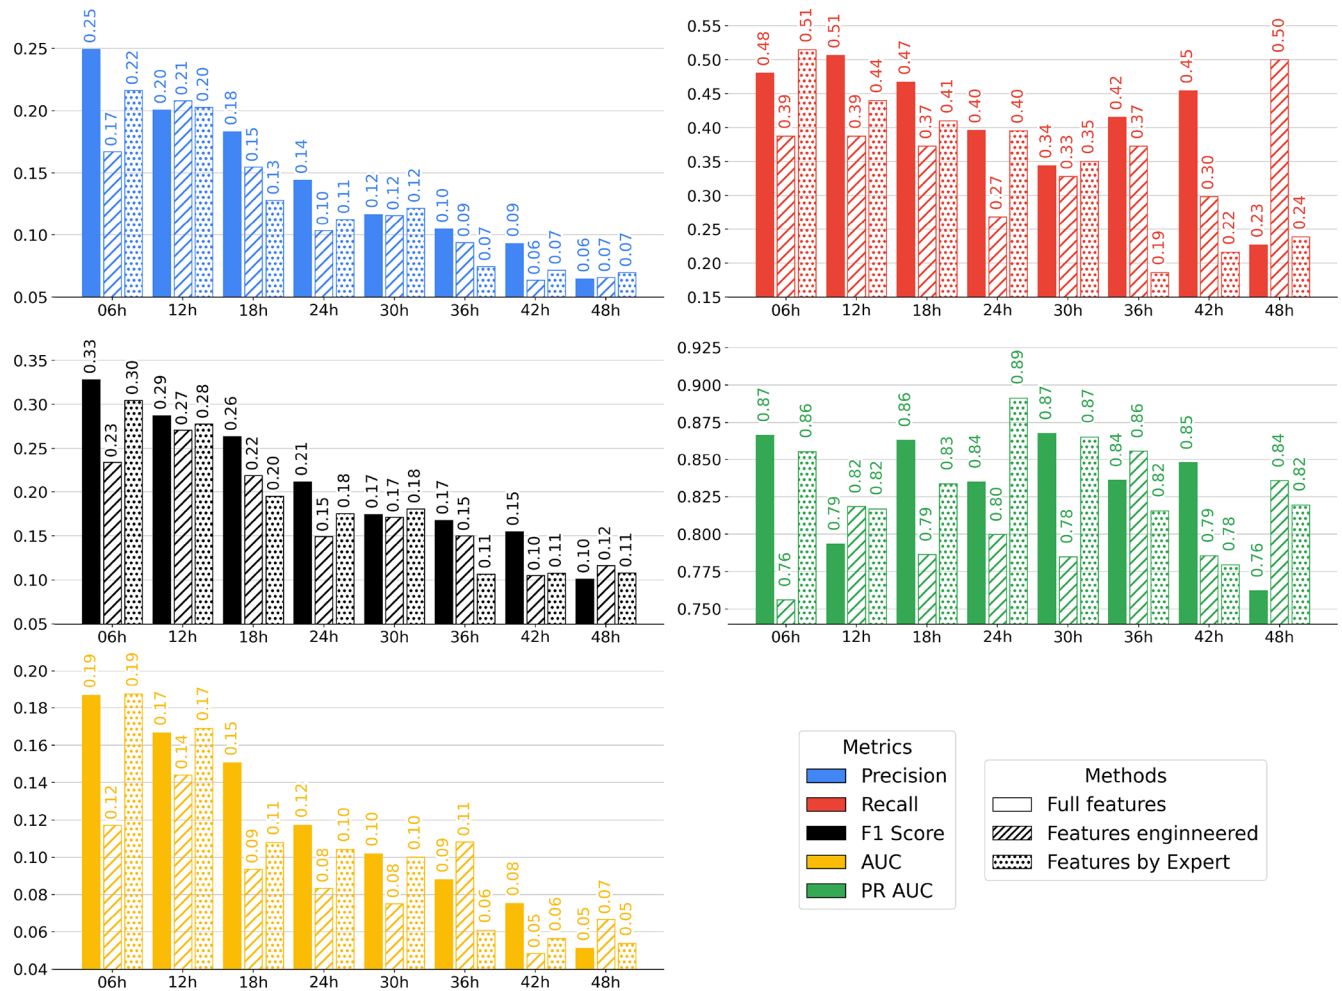 0.25
0.20
0.15
0.10
0.05
0.25 0.17 0.22 0.20 0.21 0.20 0.18 0.15 0.13 0.14 0.10 0.11 0.12 0.12 0.12 0.10 0.09 0.07 0.09 0.06 0.07 0.06 0.07 0.07
06h 12h 18h 24h 30h 36h 42h 48h
0.55
0.50
0.45
0.40
0.35
0.30
0.25
0.20
0.15
0.48 0.39 0.51 0.51 0.39 0.44 0.47 0.37 0.41 0.40 0.27 0.40 0.34 0.33 0.35 0.42 0.37 0.19 0.45 0.30 0.22 0.23 0.50 0.24
06h 12h 18h 24h 30h 36h 42h 48h
0.35
0.30
0.25
0.20
0.15
0.10
0.05
0.33 0.23 0.30 0.29 0.27 0.28 0.26 0.22 0.20 0.21 0.15 0.18 0.17 0.17 0.18 0.17 0.15 0.11 0.15 0.10 0.11 0.10 0.12 0.11
06h 12h 18h 24h 30h 36h 42h 48h
0.925
0.900
0.875
0.850
0.825
0.800
0.775
0.750
0.87 0.76 0.86 0.79 0.82 0.82 0.86 0.79 0.83 0.84 0.80 0.89 0.87 0.78 0.87 0.84 0.86 0.82 0.85 0.79 0.78 0.76 0.84 0.82
06h 12h 18h 24h 30h 36h 42h 48h
0.20
0.18
0.16
0.14
0.12
0.10
0.08
0.06
0.04
0.19 0.12 0.19 0.17 0.14 0.17 0.15 0.09 0.11 0.12 0.08 0.10 0.10 0.08 0.10 0.09 0.11 0.06 0.08 0.05 0.06 0.05 0.07 0.05
06h 12h 18h 24h 30h 36h 42h 48h
Metrics
Precision
Recall
F1 Score
AUC
PR AUC
Methods
Full features
Features enginneered
Features by Expert